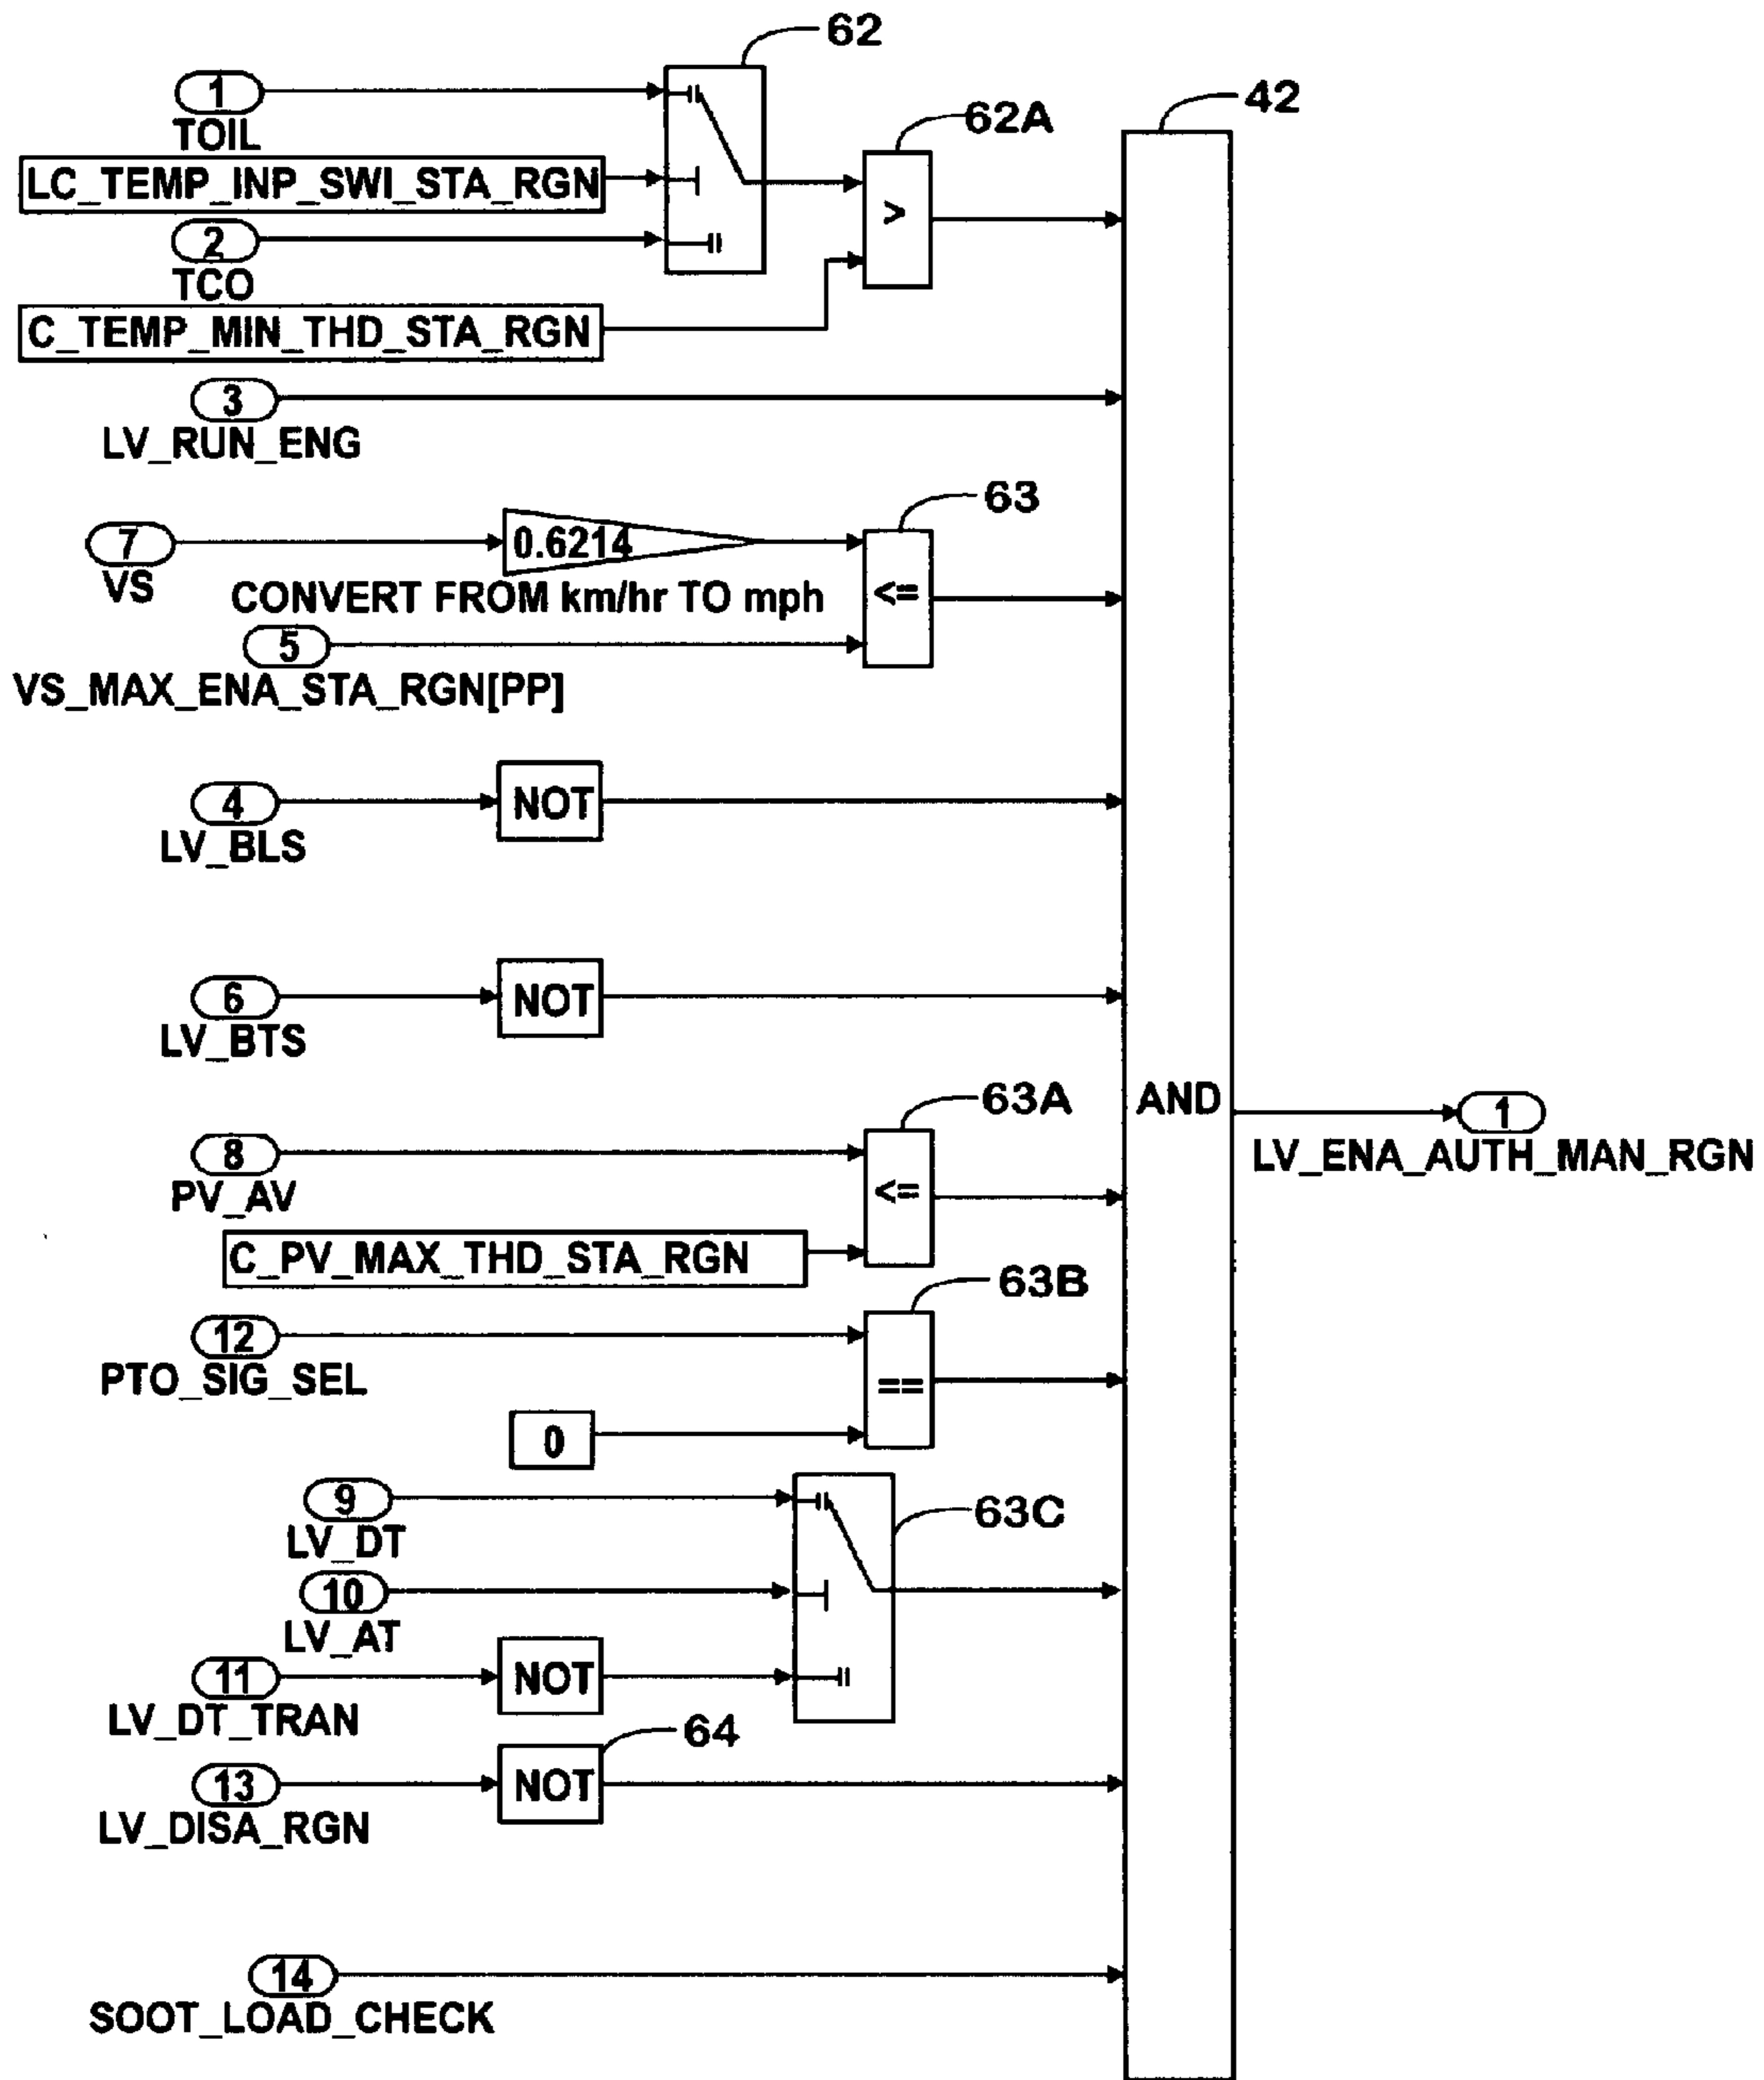 62
1
TOIL
62A
42
LC_TEMP_INP_SWI_STA_RGN
>
2
TCO
C_TEMP_MIN_THD_STA_RGN
3
LV_RUN_ENG
63
7
VS
0.6214
CONVERT FROM km/hr TO mph
<=
5
VS_MAX_ENA_STA_RGN[PP]
4
LV_BLS
NOT
6
LV_BTS
NOT
63A
AND
1
LV_ENA_AUTH_MAN_RGN
8
PV_AV
<=
C_PV_MAX_THD_STA_RGN
63B
12
PTO_SIG_SEL
==
0
9
LV_DT
63C
10
LV_AT
11
LV_DT_TRAN
NOT
64
13
LV_DISA_RGN
NOT
14
SOOT_LOAD_CHECK